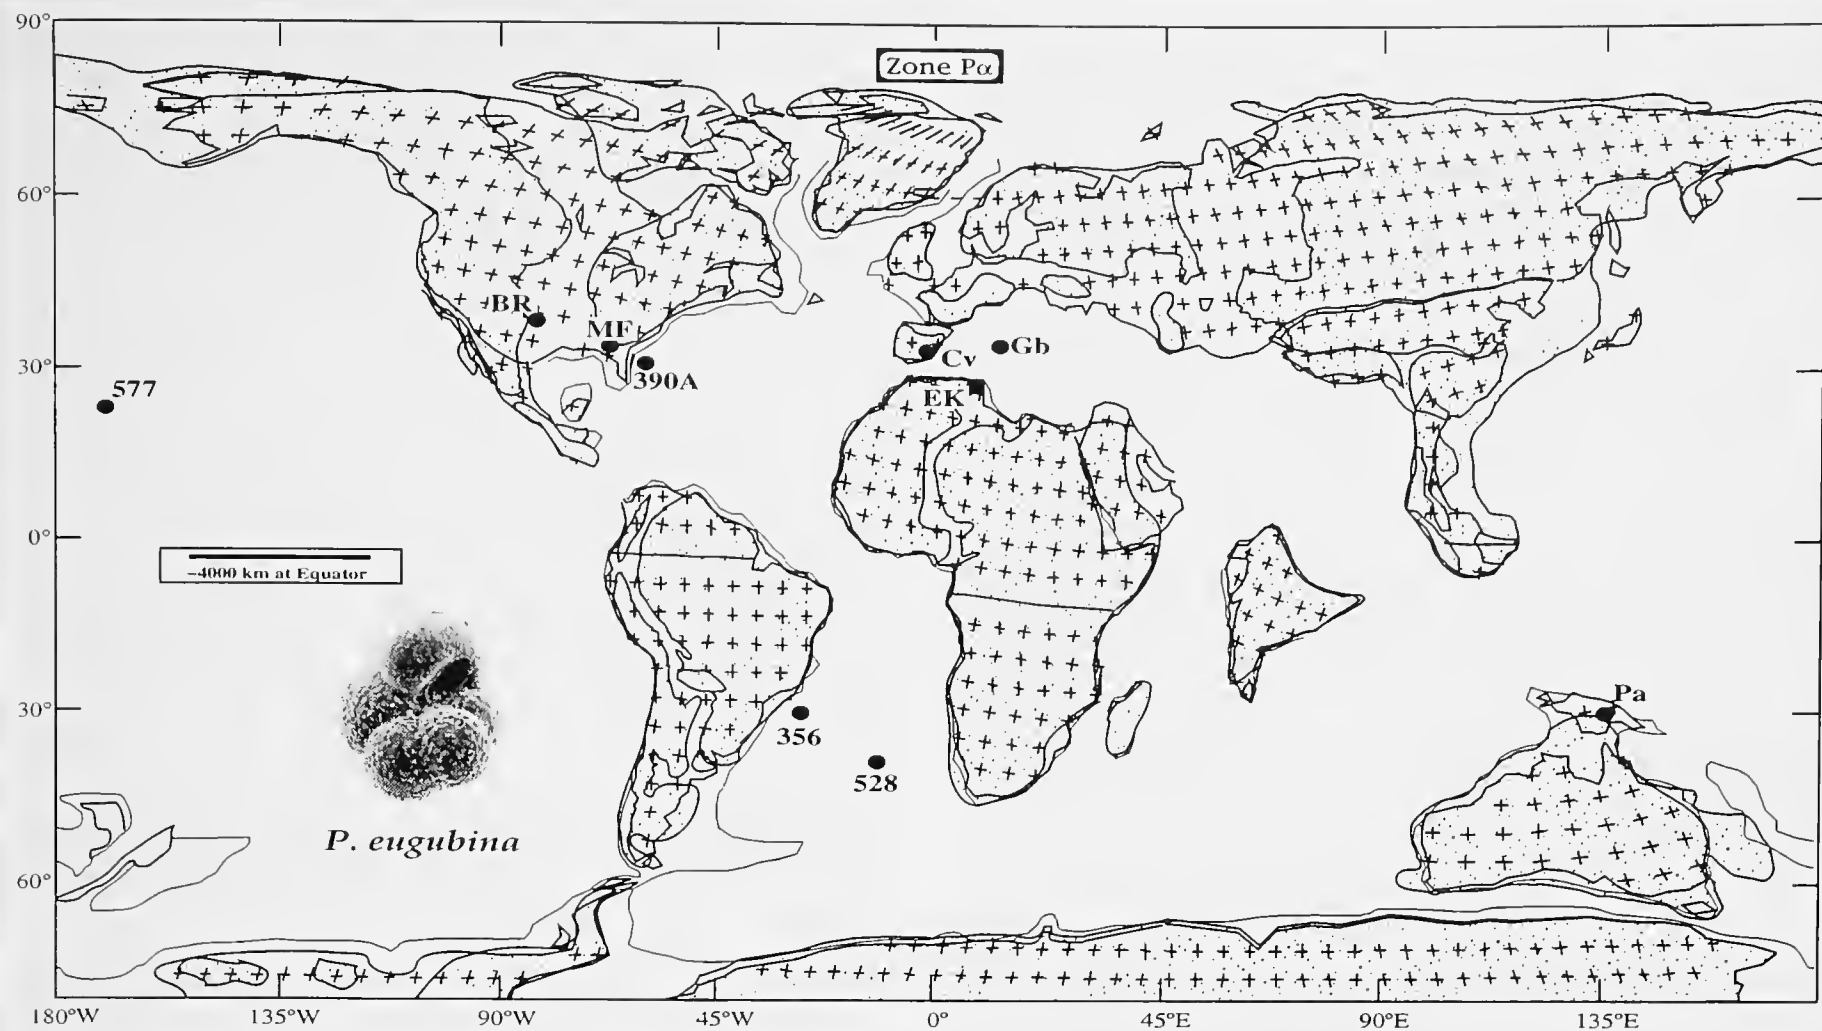 90°
Zone Pα
60°
BR
MF
Cv
Gb
30°
390A
577
EK
0°
~4000 km at Equator
Pa
30°
356
528
P. eugubina
60°
180°W
135°W
90°W
45°W
0°
45°E
90°E
135°E